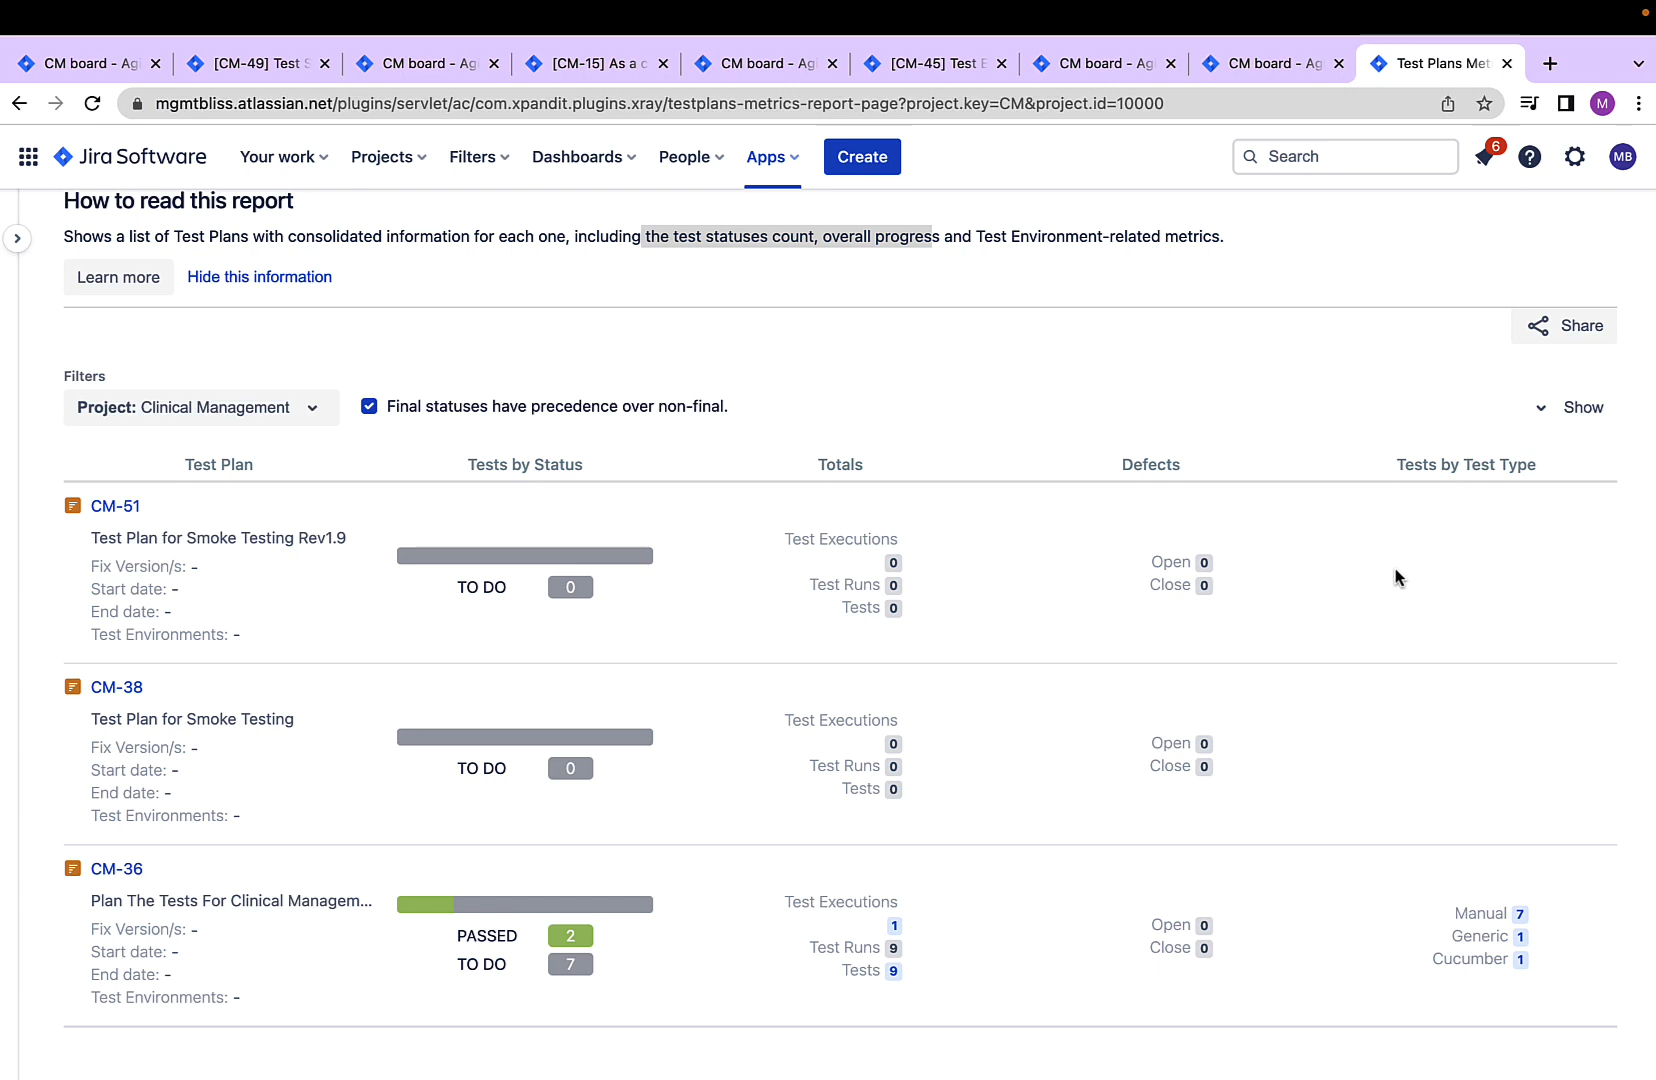 CM board - Ag
[CM-49] Test S
CM board - Ag
[CM-15] As a c
CM board - Ag
[CM-45] Test E
CM board - Ag
CM board - Ag
Test Plans Met
mgmtbliss.atlassian.net/plugins/servlet/ac/com.xpandit.plugins.xray/testplans-metrics-report-page?project.key=CM&project.id=10000
M
Jira Software
Your work
Projects
Filters
Dashboards
People
Apps
Create
Search
6
MB
How to read this report
Shows a list of Test Plans with consolidated information for each one, including the test statuses count, overall progress and Test Environment-related metrics.
Learn more
Hide this information
Share
Filters
Project: Clinical Management
Final statuses have precedence over non-final.
Show
Test Plan
Tests by Status
Totals
Defects
Tests by Test Type
CM-51
Test Plan for Smoke Testing Rev1.9
Fix Version/s: -
Start date: -
End date: -
Test Environments: -
TO DO 0
Test Executions
0
Test Runs 0
Tests 0
Open 0
Close 0
CM-38
Test Plan for Smoke Testing
Fix Version/s: -
Start date: -
End date: -
Test Environments: -
TO DO 0
Test Executions
0
Test Runs 0
Tests 0
Open 0
Close 0
CM-36
Plan The Tests For Clinical Managem...
Fix Version/s: -
Start date: -
End date: -
Test Environments: -
PASSED 2
TO DO 7
Test Executions
1
Test Runs 9
Tests 9
Open 0
Close 0
Manual 7
Generic 1
Cucumber 1